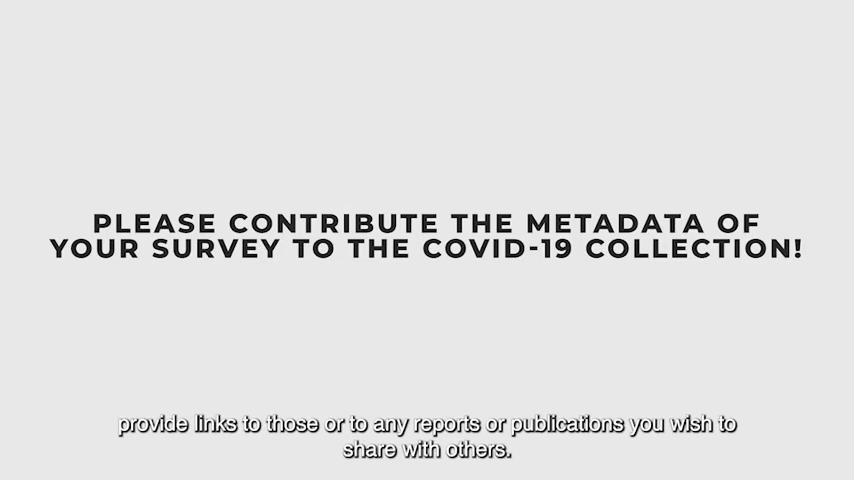 PLEASE CONTRIBUTE THE METADATA OF
YOUR SURVEY TO THE COVID-19 COLLECTION!
provide links to those or to any reports or publications you wish to
share with others.